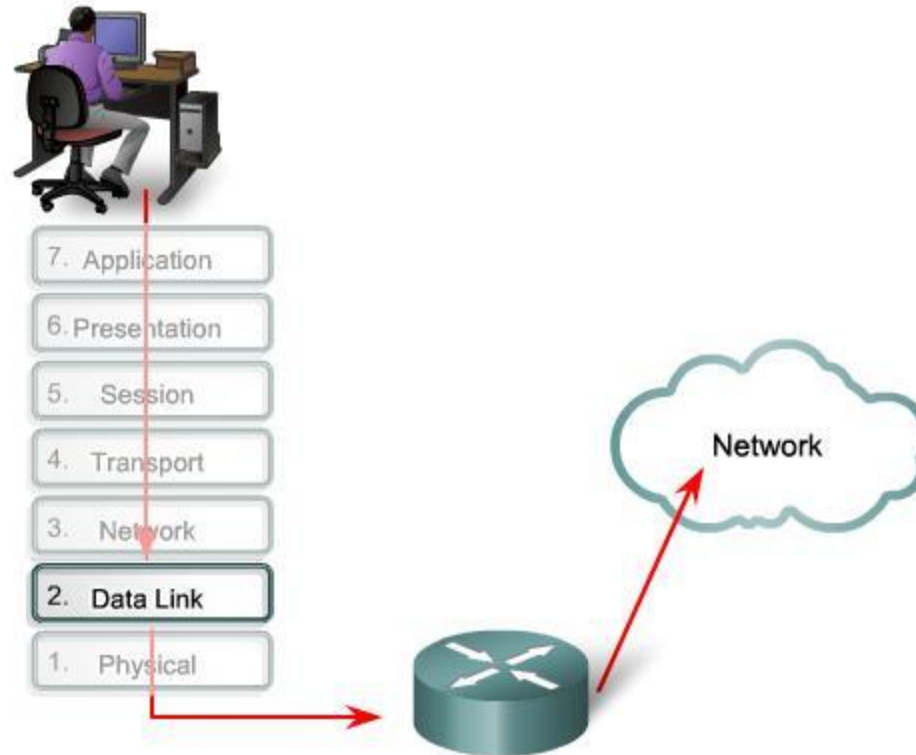 7. Application
6. Presentation
5. Session
4. Transport
3. Network
2. Data Link
1. Physical
Network